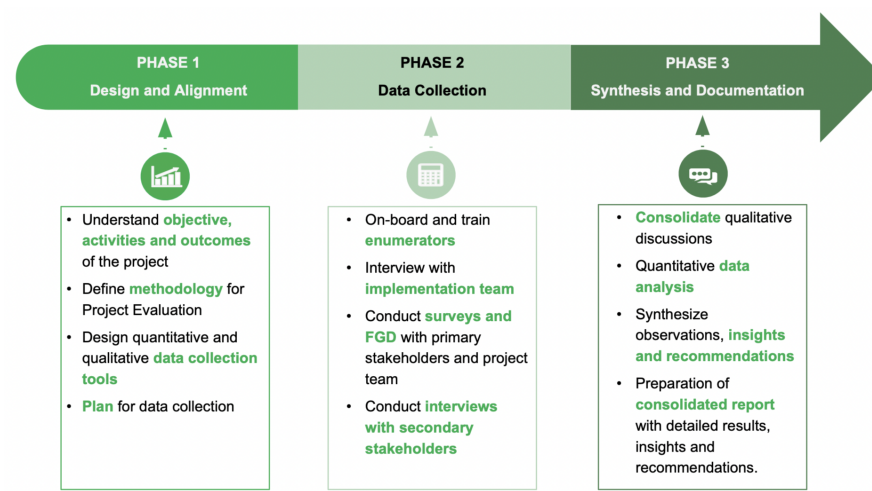 PHASE 1
Design and Alignment
PHASE 2
Data Collection
PHASE 3
Synthesis and Documentation
• Understand objective,
activities and outcomes
of the project
• Define methodology for
Project Evaluation
• Design quantitative and
qualitative data collection
tools
• Plan for data collection
• On-board and train
enumerators
• Interview with
implementation team
• Conduct surveys and
FGD with primary
stakeholders and project
team
• Conduct interviews
with secondary
stakeholders
• Consolidate qualitative
discussions
• Quantitative data
analysis
• Synthesize
observations, insights
and recommendations
• Preparation of
consolidated report
with detailed results,
insights and
recommendations.